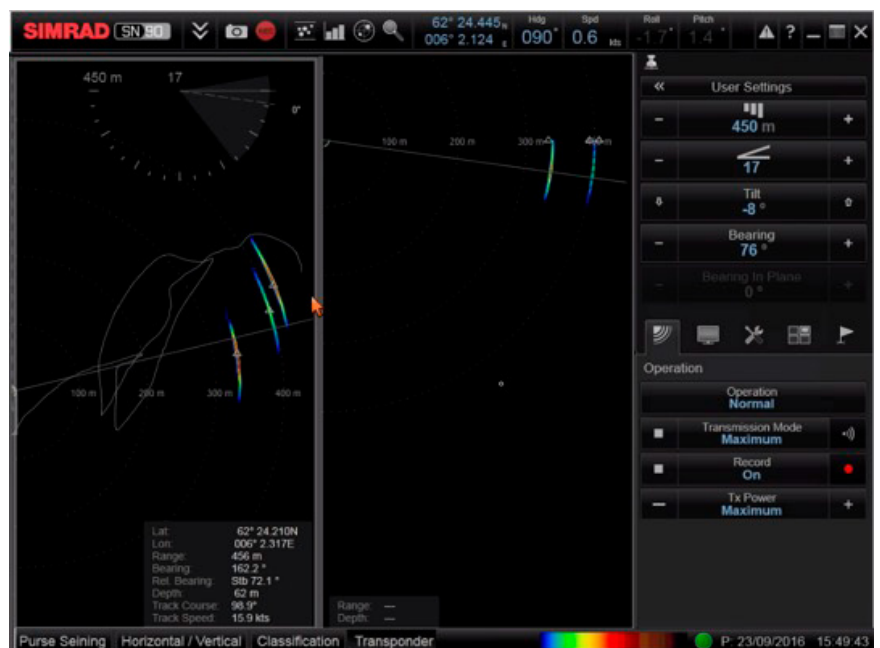 SIMRAD SN90
62° 24.445 N
006° 2.124 E
Hdg
090°
Spd
0.6 kts
Roll
-1.7°
Pitch
1.4 °
?
450 m
17
0°
100 m
200 m
300 m
400 m
Lat: 62° 24.210N
Lon: 006° 2.317E
Range: 456 m
Bearing: 162.2 °
Rel. Bearing: Stb 72.1 °
Depth: 62 m
Track Course: 98.9°
Track Speed: 15.9 kts
100 m
200 m
300 m
Range: —
Depth: —
User Settings
450 m
17
Tilt
-8 °
Bearing
76 °
Bearing In Plane
0 °
Operation
Operation
Normal
Transmission Mode
Maximum
Record
On
Tx Power
Maximum
Purse Seining
Horizontal / Vertical
Classification
Transponder
P: 23/09/2016 15:49:43